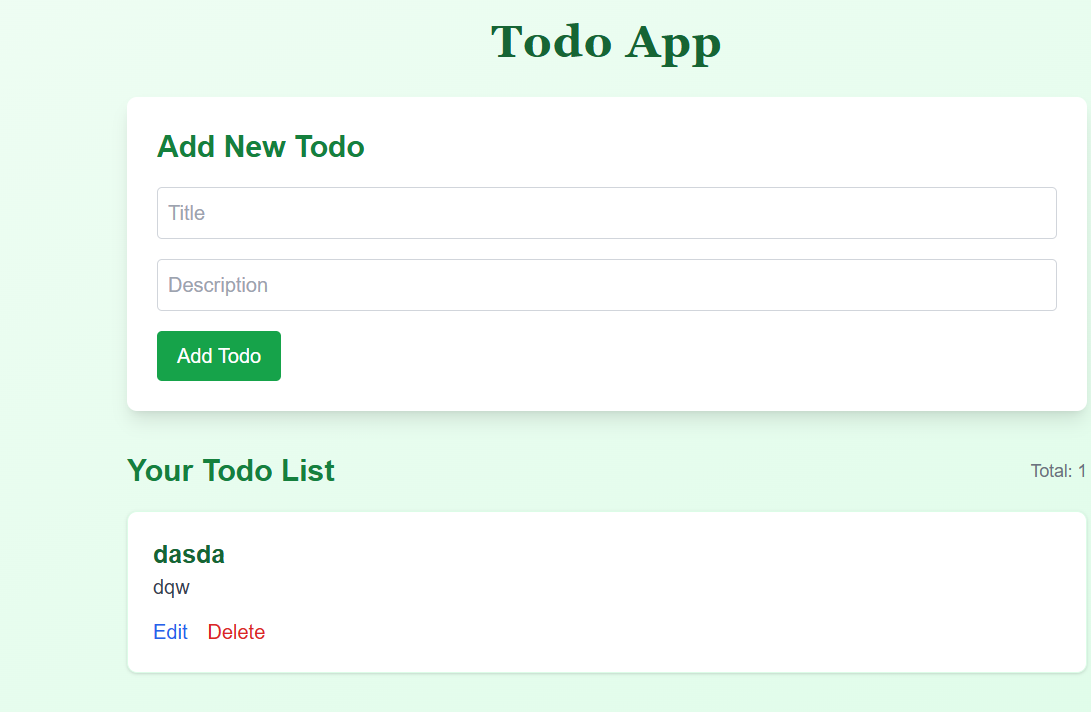 Todo App
Add New Todo
Title
Description
Add Todo
Your Todo List
Total: 1
dasda
dqw
Edit Delete